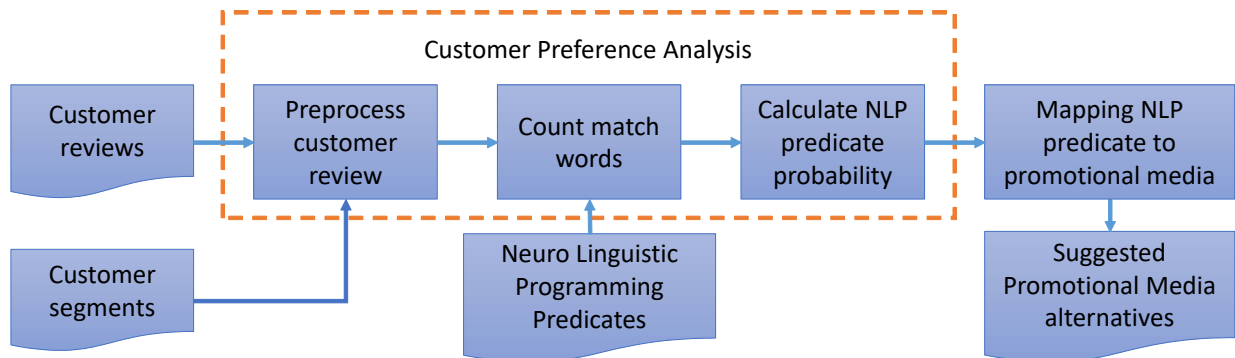 Customer Preference Analysis
Customer
reviews
Preprocess
customer
review
Count match
words
Calculate NLP
predicate
probability
Mapping NLP
predicate to
promotional media
Customer
segments
Neuro Linguistic
Programming
Predicates
Suggested
Promotional Media
alternatives